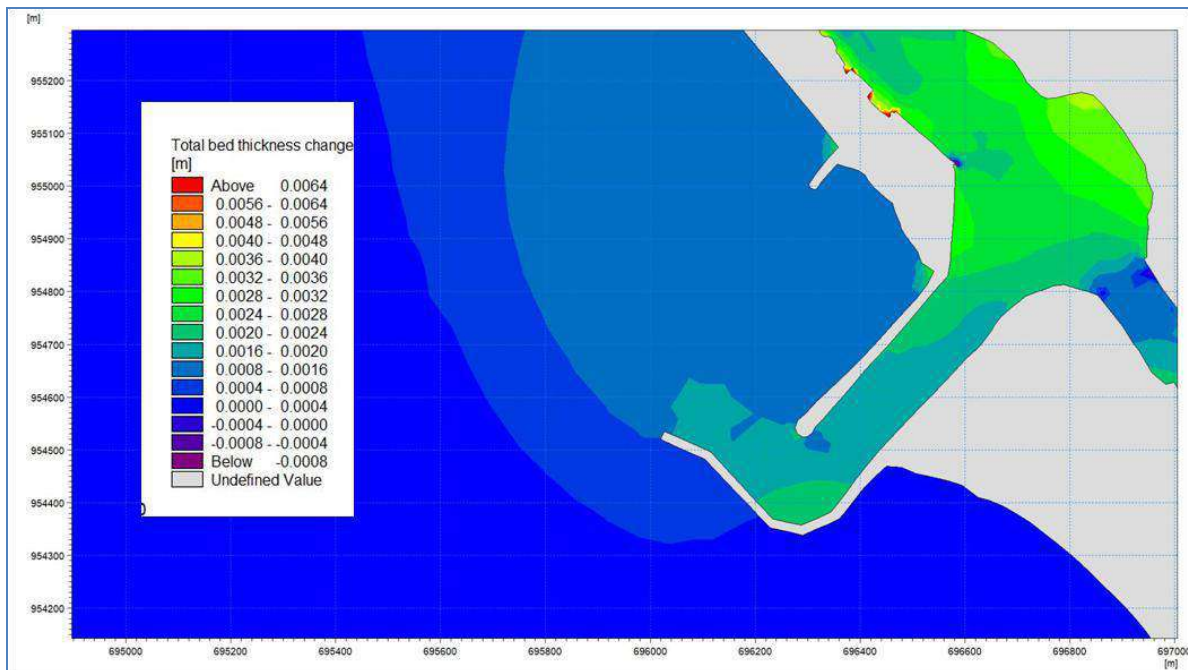 [m]
955200
955100
955000
954900
954800
954700
954600
954500
954400
954300
954200
Total bed thickness change
[m]
Above 0.0064
0.0056 - 0.0064
0.0048 - 0.0056
0.0040 - 0.0048
0.0036 - 0.0040
0.0032 - 0.0036
0.0028 - 0.0032
0.0024 - 0.0028
0.0020 - 0.0024
0.0016 - 0.0020
0.0008 - 0.0016
0.0004 - 0.0008
0.0000 - 0.0004
-0.0004 - 0.0000
-0.0008 - -0.0004
Below -0.0008
Undefined Value
695000 695200 695400 695600 695800 696000 696200 696400 696600 696800 697000
[m]